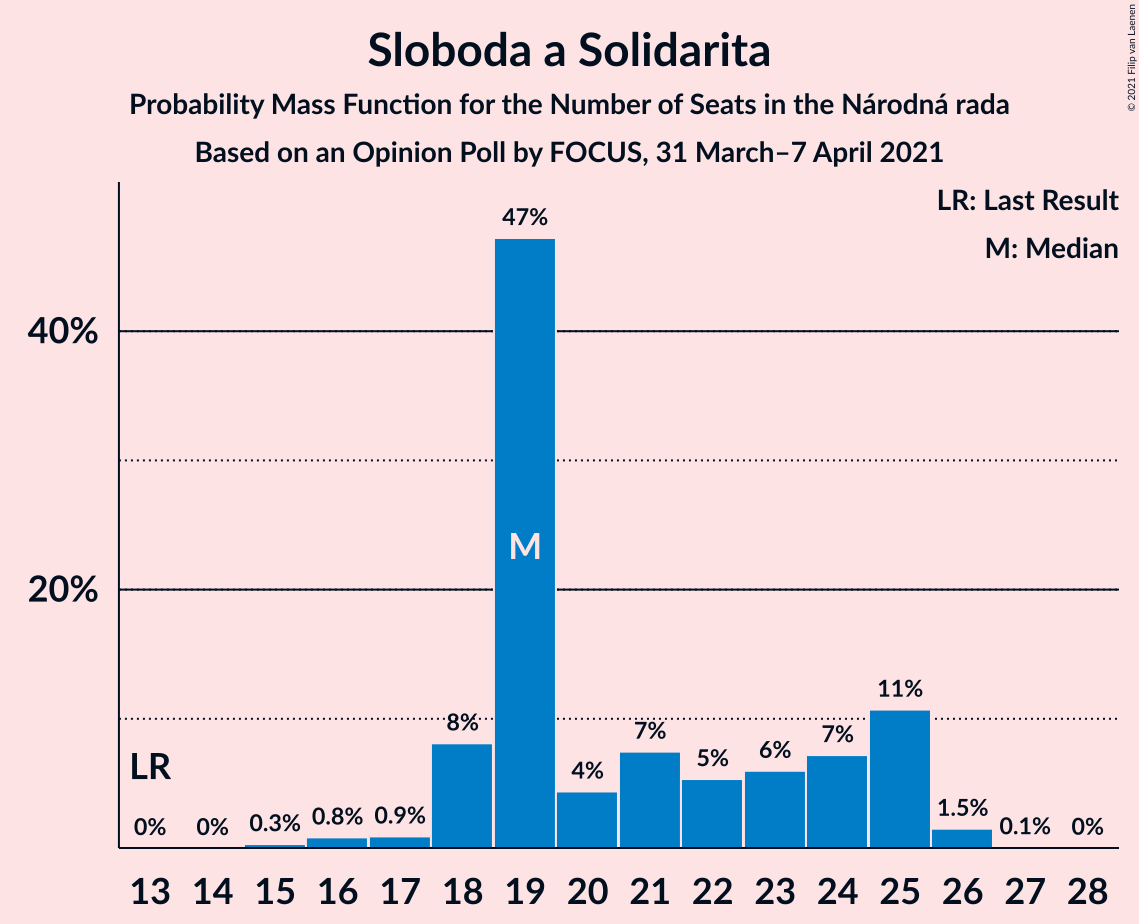 Sloboda a Solidarita
Probability Mass Function for the Number of Seats in the Národná rada
Based on an Opinion Poll by FOCUS, 31 March–7 April 2021
© 2021 Filip van Laenen
LR: Last Result
M: Median
47%
40%
M
20%
11%
8%
7%
7%
6%
5%
4%
LR
0%
0%
0.3%
0.8%
0.9%
1.5%
0.1%
0%
13 14 15 16 17 18 19 20 21 22 23 24 25 26 27 28